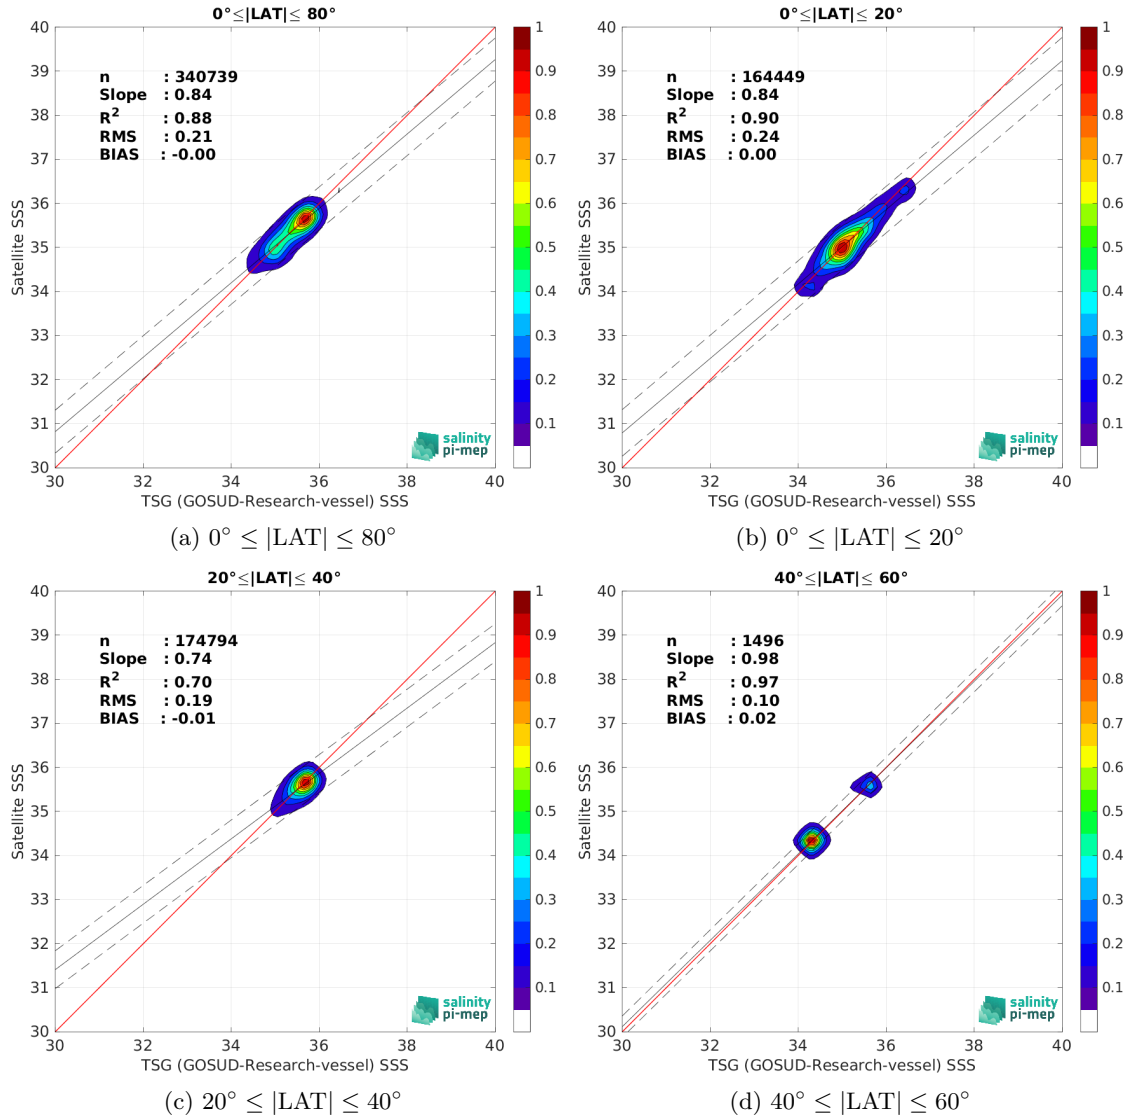 0°≤|LAT|≤ 80°
40
39
38
37
36
35
34
33
32
31
30
Satellite SSS
n : 340739
Slope : 0.84
R² : 0.88
RMS : 0.21
BIAS : -0.00
salinity
pi-mep
30 32 34 36 38 40
TSG (GOSUD-Research-vessel) SSS
1
0.9
0.8
0.7
0.6
0.5
0.4
0.3
0.2
0.1
(a) 0° ≤ |LAT| ≤ 80°
0°≤|LAT|≤ 20°
40
39
38
37
36
35
34
33
32
31
30
Satellite SSS
n : 164449
Slope : 0.84
R² : 0.90
RMS : 0.24
BIAS : 0.00
salinity
pi-mep
30 32 34 36 38 40
TSG (GOSUD-Research-vessel) SSS
1
0.9
0.8
0.7
0.6
0.5
0.4
0.3
0.2
0.1
(b) 0° ≤ |LAT| ≤ 20°
20°≤|LAT|≤ 40°
40
39
38
37
36
35
34
33
32
31
30
Satellite SSS
n : 174794
Slope : 0.74
R² : 0.70
RMS : 0.19
BIAS : -0.01
salinity
pi-mep
30 32 34 36 38 40
TSG (GOSUD-Research-vessel) SSS
1
0.9
0.8
0.7
0.6
0.5
0.4
0.3
0.2
0.1
(c) 20° ≤ |LAT| ≤ 40°
40°≤|LAT|≤ 60°
40
39
38
37
36
35
34
33
32
31
30
Satellite SSS
n : 1496
Slope : 0.98
R² : 0.97
RMS : 0.10
BIAS : 0.02
salinity
pi-mep
30 32 34 36 38 40
TSG (GOSUD-Research-vessel) SSS
1
0.9
0.8
0.7
0.6
0.5
0.4
0.3
0.2
0.1
(d) 40° ≤ |LAT| ≤ 60°